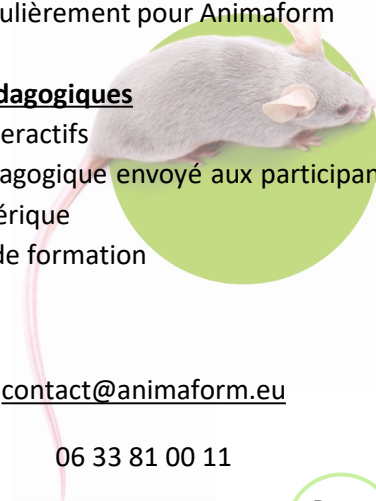 ulièrement pour Animaform
dagogiques
eractifs
agogique envoyé aux participan
érique
de formation
contact@animaform.eu
06 33 81 00 11